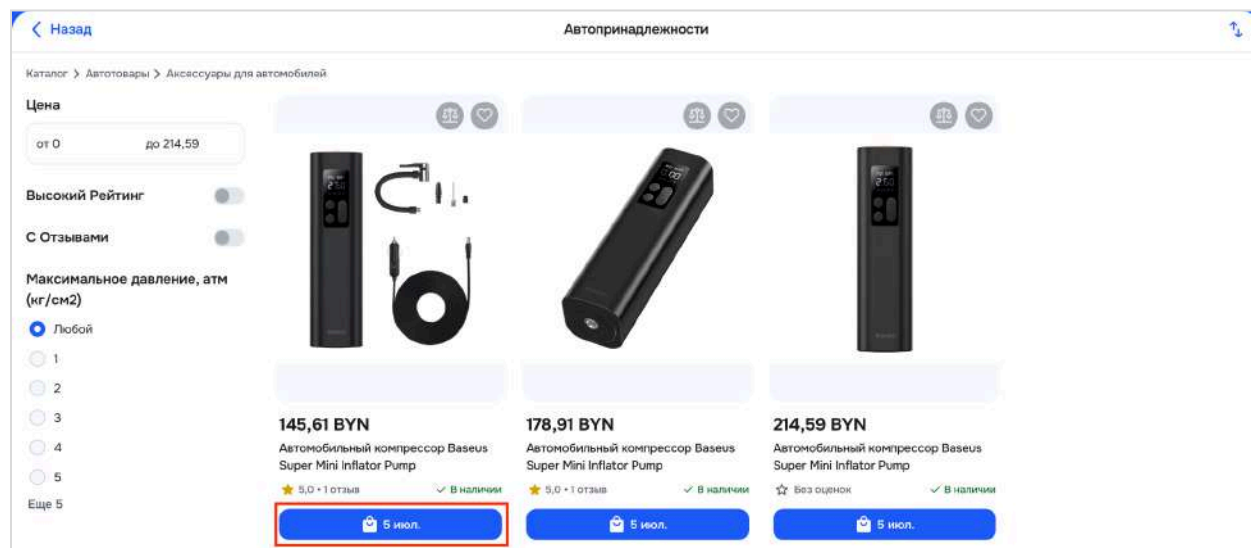 Назад
Автопринадлежности
Каталог > Автотовары > Аксессуары для автомобилей
Цена
от 0 до 214,59
Высокий Рейтинг
С Отзывами
Максимальное давление, атм
(кг/см2)
Любой
1
2
3
4
5
Еще 5
145,61 BYN
Автомобильный компрессор Baseus
Super Mini Inflator Pump
5,0 • 1 отзыв
В наличии
5 июл.
178,91 BYN
Автомобильный компрессор Baseus
Super Mini Inflator Pump
5,0 • 1 отзыв
В наличии
5 июл.
214,59 BYN
Автомобильный компрессор Baseus
Super Mini Inflator Pump
Без оценок
В наличии
5 июл.